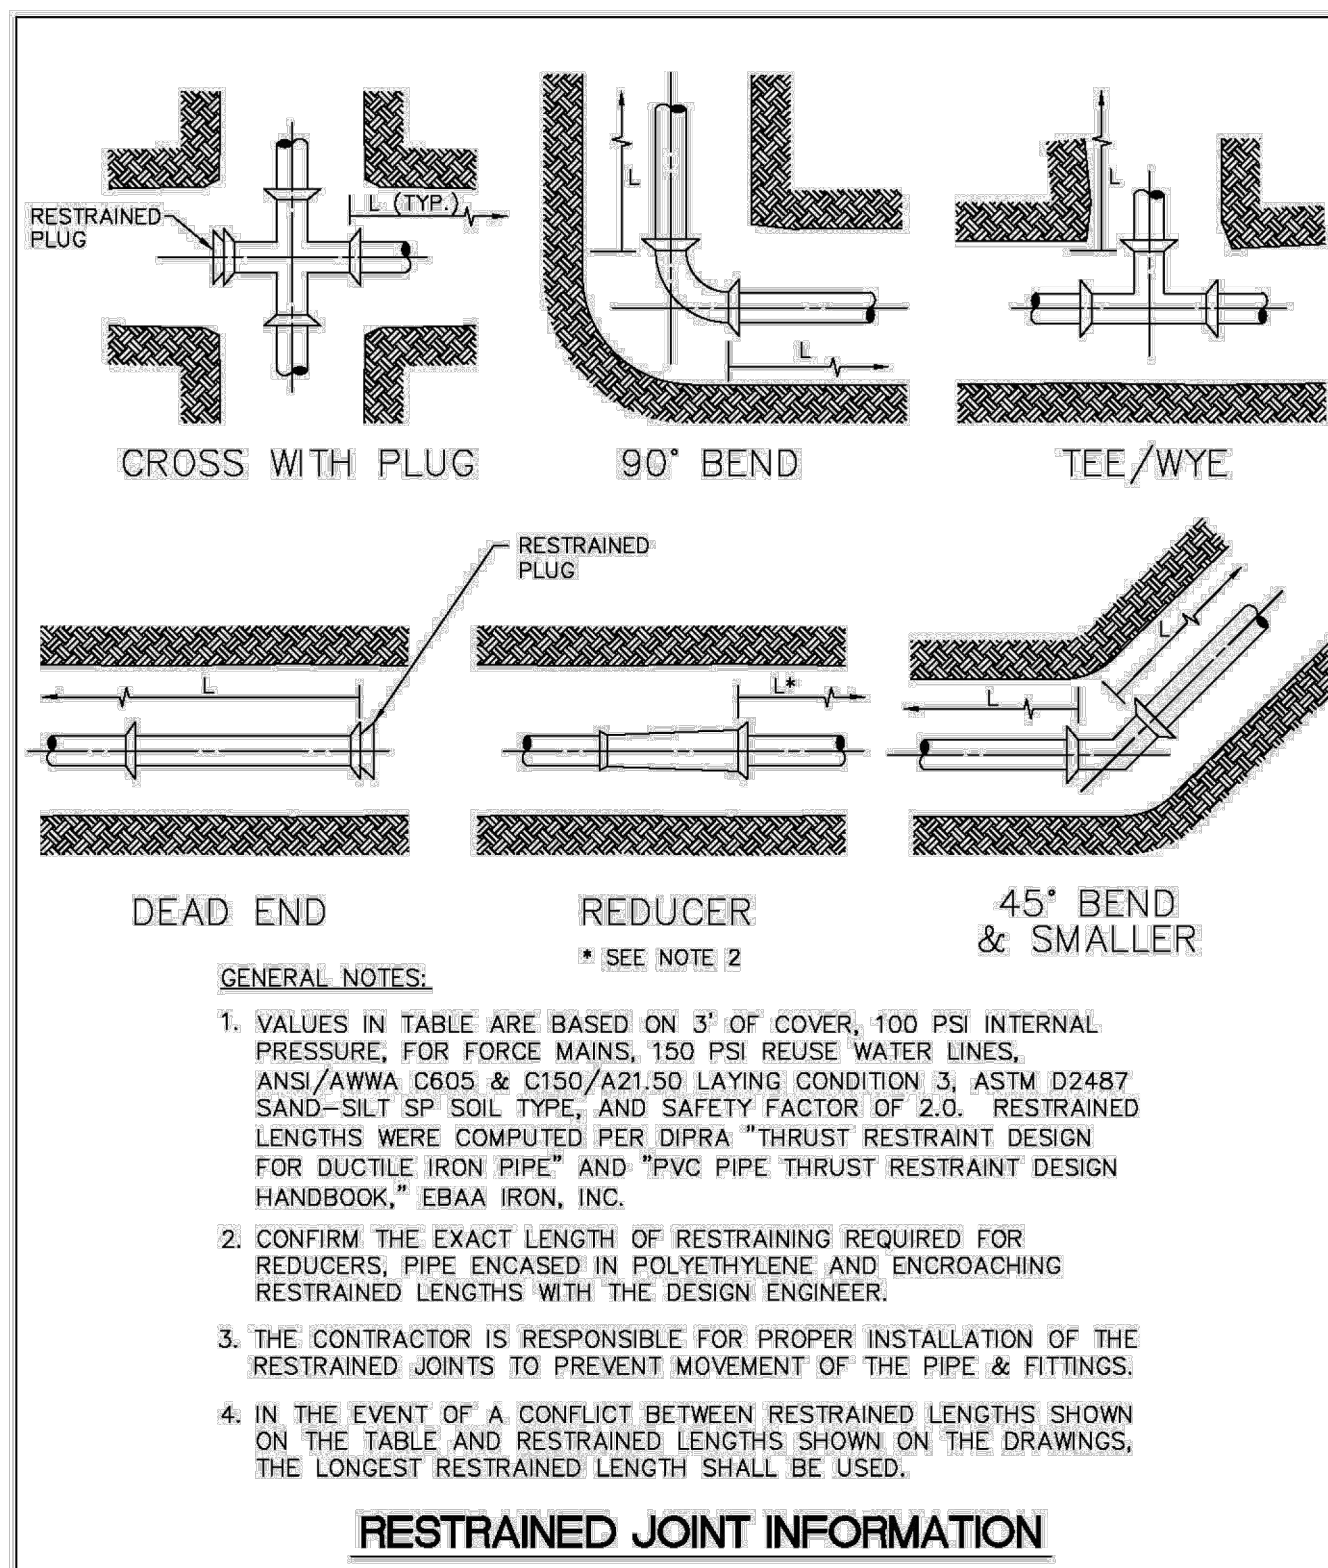 RESTRAINED
PLUG
L (TYP.)
CROSS WITH PLUG
L
L
90° BEND
L
TEE/WYE
RESTRAINED
PLUG
L
DEAD END
L*
REDUCER
* SEE NOTE 2
L
L
45° BEND
& SMALLER
GENERAL NOTES:
1. VALUES IN TABLE ARE BASED ON 3' OF COVER, 100 PSI INTERNAL
PRESSURE, FOR FORCE MAINS, 150 PSI REUSE WATER LINES,
ANSI/AWWA C605 & C150/A21.50 LAYING CONDITION 3, ASTM D2487
SAND-SILT SP SOIL TYPE, AND SAFETY FACTOR OF 2.0. RESTRAINED
LENGTHS WERE COMPUTED PER DIPRA "THRUST RESTRAINT DESIGN
FOR DUCTILE IRON PIPE" AND "PVC PIPE THRUST RESTRAINT DESIGN
HANDBOOK," EBAA IRON, INC.
2. CONFIRM THE EXACT LENGTH OF RESTRAINING REQUIRED FOR
REDUCERS, PIPE ENCASED IN POLYETHYLENE AND ENCROACHING
RESTRAINED LENGTHS WITH THE DESIGN ENGINEER.
3. THE CONTRACTOR IS RESPONSIBLE FOR PROPER INSTALLATION OF THE
RESTRAINED JOINTS TO PREVENT MOVEMENT OF THE PIPE & FITTINGS.
4. IN THE EVENT OF A CONFLICT BETWEEN RESTRAINED LENGTHS SHOWN
ON THE TABLE AND RESTRAINED LENGTHS SHOWN ON THE DRAWINGS,
THE LONGEST RESTRAINED LENGTH SHALL BE USED.
RESTRAINED JOINT INFORMATION